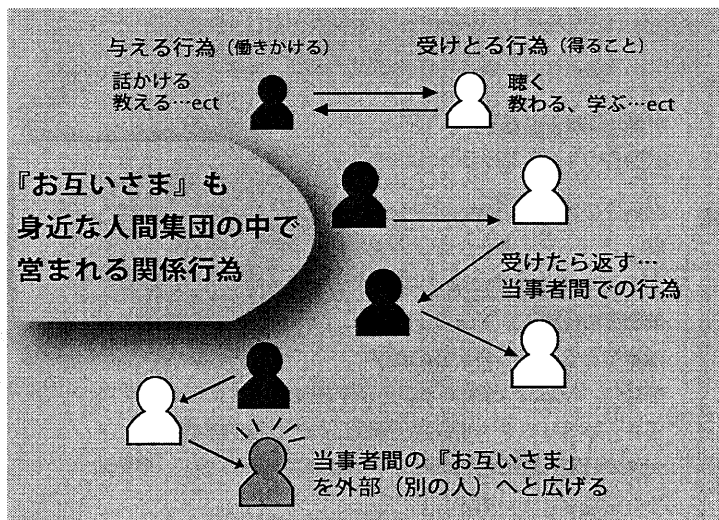 与える行為（働きかける）
話かける
教える…ect
受けとる行為（得ること）
聴く
教わる、学ぶ…ect
『お互いさま』も
身近な人間集団の中で
営まれる関係行為
受けたら返す…
当事者間での行為
当事者間の『お互いさま」
を外部（別の人）へと広げる